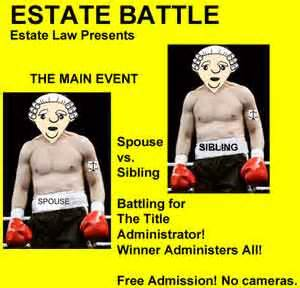 ESTATE BATTLE
Estate Law Presents
THE MAIN EVENT
SIBLING
Spouse
vs.
Sibling
SPOUSE
Battling for
The Title
Administrator!
Winner Administers All!
Free Admission! No cameras.